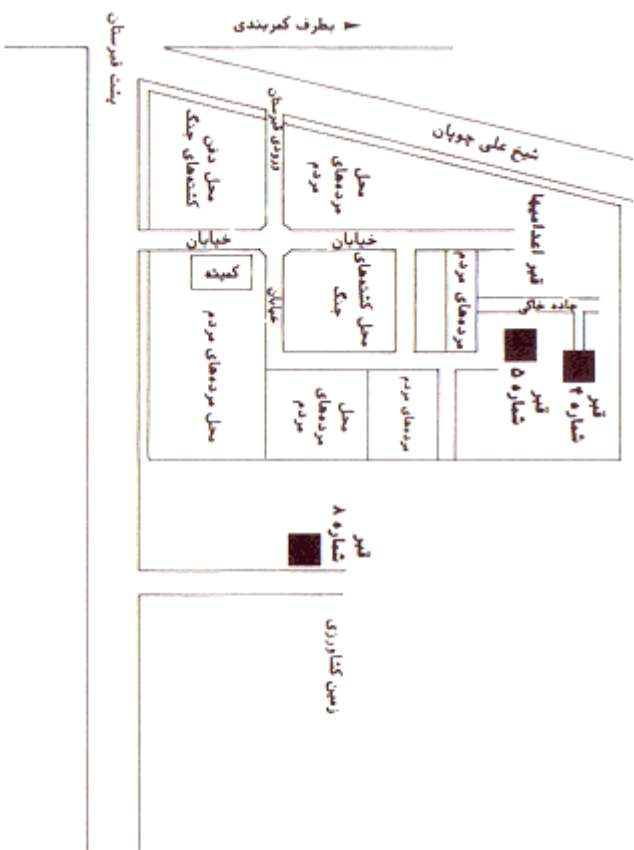 بطرف کمربندی
پشت قبرستان
شیخ علی چوپان
ورودی قبرستان
محل دفن
کشته‌های جنگ
محل
مرده‌های
مردم
قبر اعدامیها
خیابان
خیابان
خیابان
کمیته
محل کشته‌های
جنگ
مرده‌های مردم
جاده خاکی
محل مرده‌های مردم
محل
مرده‌های
مردم
مرده‌های مردم
قبر
شماره ۵
قبر
شماره ۴
قبر
شماره ۸
زمین کشاورزی